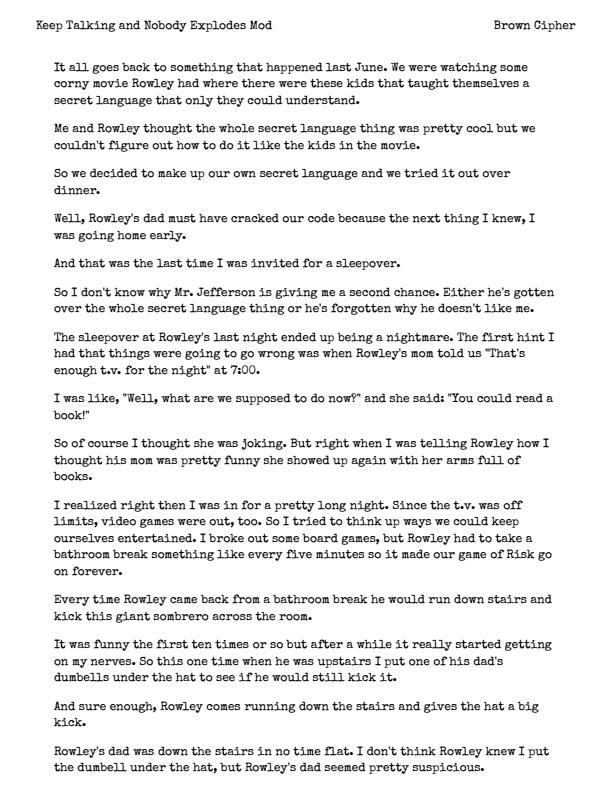 Keep Talking and Nobody Explodes Mod Brown Cipher
It all goes back to something that happened last June. We were watching some
corny movie Rowley had where there were these kids that taught themselves a
secret language that only they could understand.
Me and Rowley thought the whole secret language thing was pretty cool but we
couldn't figure out how to do it like the kids in the movie.
So we decided to make up our own secret language and we tried it out over
dinner.
Well, Rowley's dad must have cracked our code because the next thing I knew, I
was going home early.
And that was the last time I was invited for a sleepover.
So I don't know why Mr. Jefferson is giving me a second chance. Either he's gotten
over the whole secret language thing or he's forgotten why he doesn't like me.
The sleepover at Rowley's last night ended up being a nightmare. The first hint I
had that things were going to go wrong was when Rowley's mom told us "That's
enough t.v. for the night" at 7:00.
I was like, "Well, what are we supposed to do now?" and she said: "You could read a
book!"
So of course I thought she was joking. But right when I was telling Rowley how I
thought his mom was pretty funny she showed up again with her arms full of
books.
I realized right then I was in for a pretty long night. Since the t.v. was off
limits, video games were out, too. So I tried to think up ways we could keep
ourselves entertained. I broke out some board games, but Rowley had to take a
bathroom break something like every five minutes so it made our game of Risk go
on forever.
Every time Rowley came back from a bathroom break he would run down stairs and
kick this giant sombrero across the room.
It was funny the first ten times or so but after a while it really started getting
on my nerves. So this one time when he was upstairs I put one of his dad's
dumbells under the hat to see if he would still kick it.
And sure enough, Rowley comes running down the stairs and gives the hat a big
kick.
Rowley's dad was down the stairs in no time flat. I don't think Rowley knew I put
the dumbell under the hat, but Rowley's dad seemed pretty suspicious.